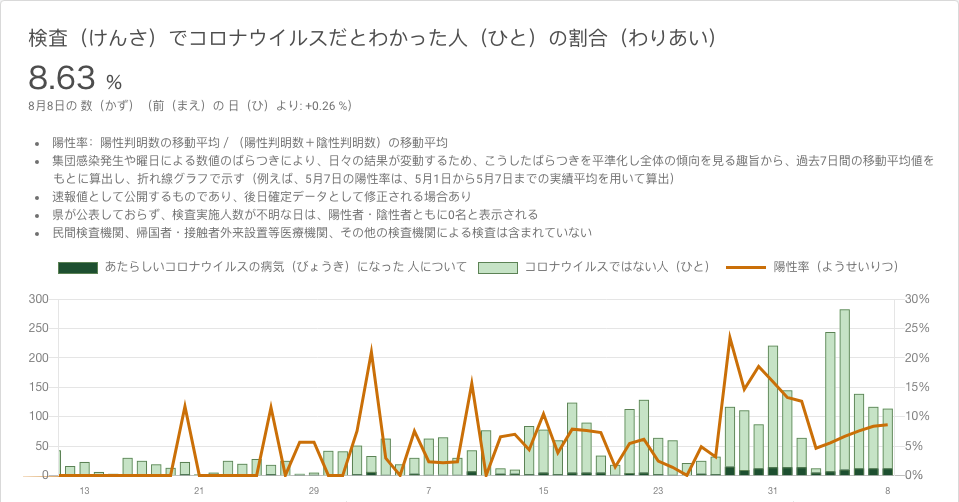 検査（けんさ）でコロナウイルスだとわかった人（ひと）の割合（わりあい）
8.63 %
8月8日の 数（かず）（前（まえ）の 日（ひ）より: +0.26 %）
• 陽性率：陽性判明数の移動平均 / （陽性判明数＋陰性判明数）の移動平均
• 集団感染発生や曜日による数値のばらつきにより、日々の結果が変動するため、こうしたばらつきを平準化し全体の傾向を見る趣旨から、過去7日間の移動平均値を
もとに算出し、折れ線グラフで示す（例えば、5月7日の陽性率は、5月1日から5月7日までの実績平均を用いて算出）
• 速報値として公開するものであり、後日確定データとして修正される場合あり
• 県が公表しておらず、検査実施人数が不明な日は、陽性者・陰性者ともに0名と表示される
• 民間検査機関、帰国者・接触者外来設置等医療機関、その他の検査機関による検査は含まれていない
あたらしいコロナウイルスの病気（びょうき）になった 人について コロナウイルスではない人（ひと） 陽性率（ようせいりつ）
300 30%
250 25%
200 20%
150 15%
100 10%
50 5%
0 0%
13 21 29 7 15 23 31 8